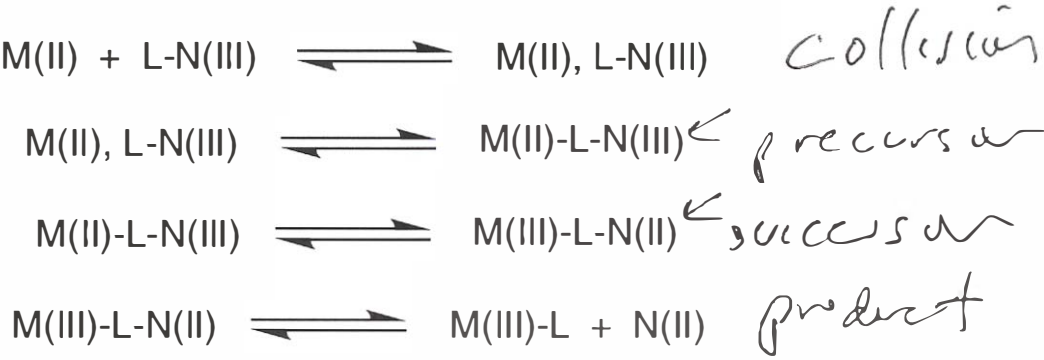 M(II) + L-N(III) ⇌ M(II), L-N(III) collision
M(II), L-N(III) ⇌ M(II)-L-N(III) precursor
M(II)-L-N(III) ⇌ M(III)-L-N(II) successor
M(III)-L-N(II) ⇌ M(III)-L + N(II) product